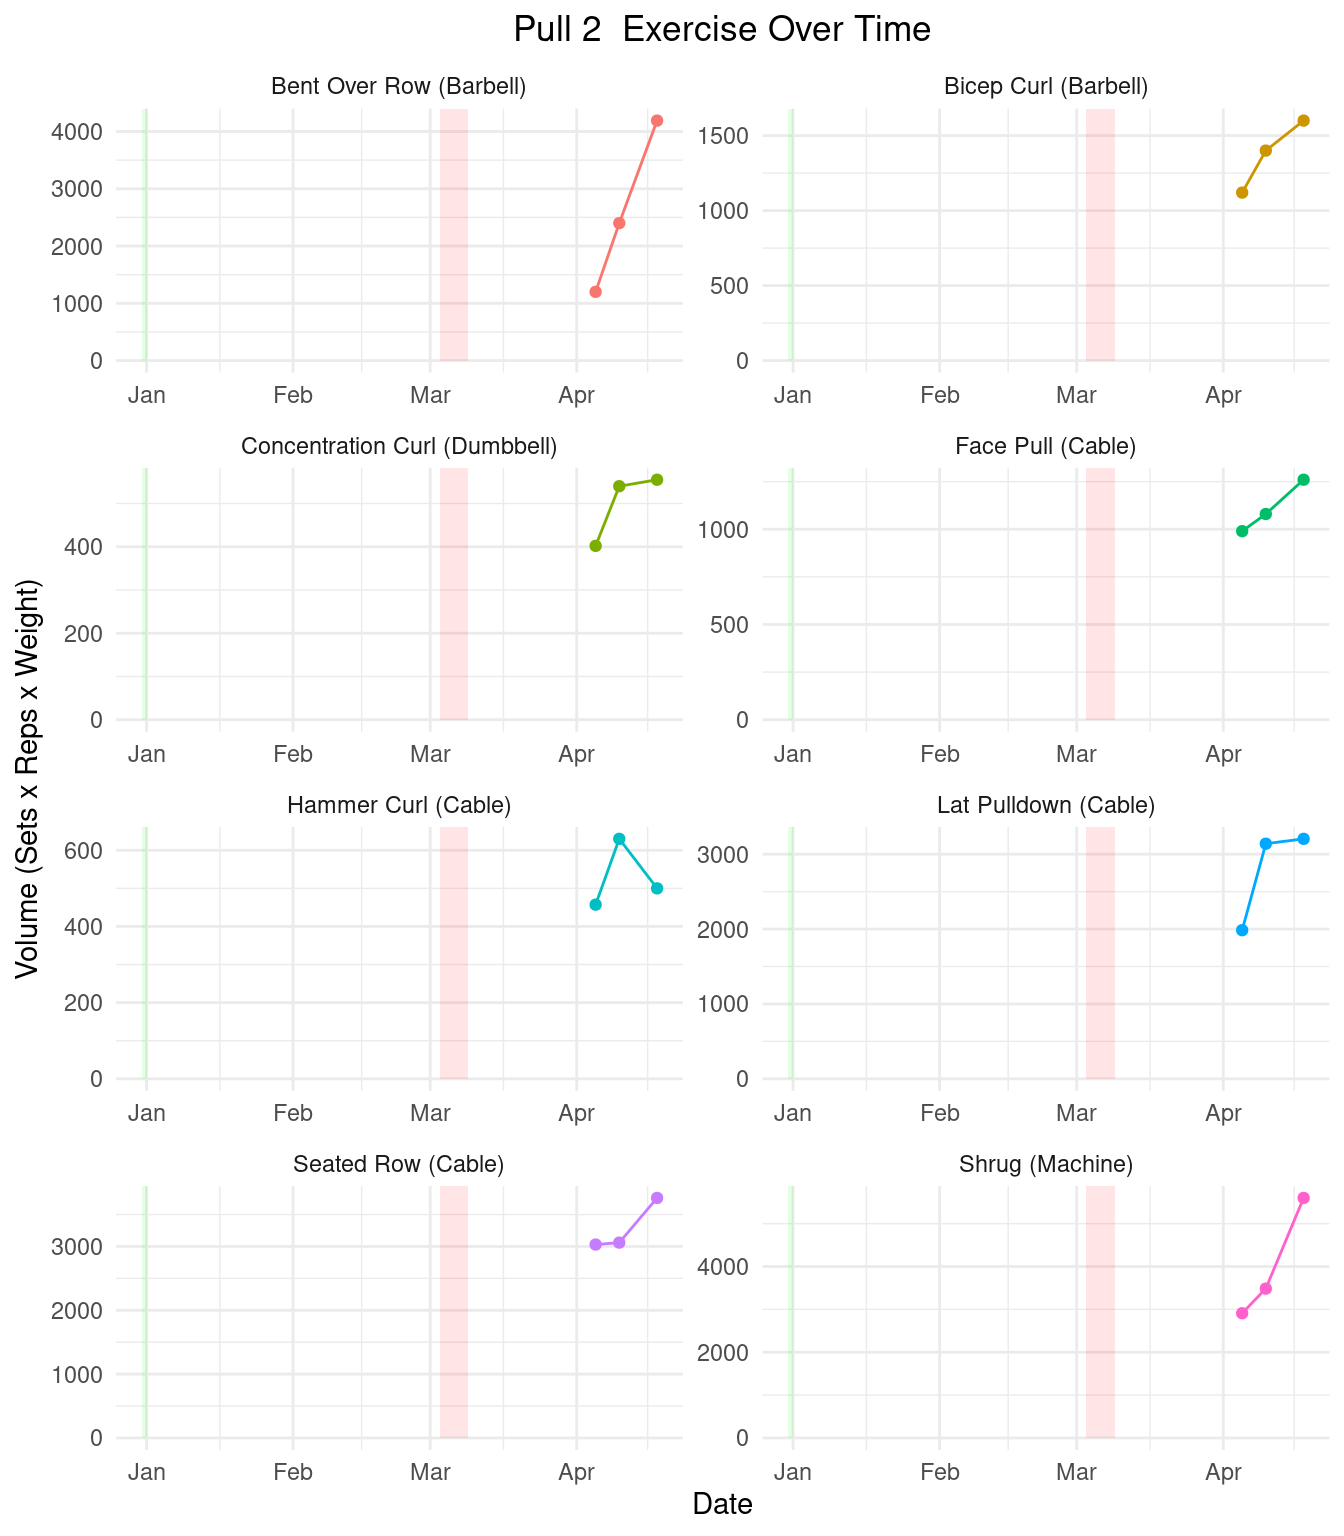 Pull 2  Exercise Over Time
Bent Over Row (Barbell)
4000
3000
2000
1000
0
Jan Feb Mar Apr
Bicep Curl (Barbell)
1500
1000
500
0
Jan Feb Mar Apr
Concentration Curl (Dumbbell)
400
200
0
Jan Feb Mar Apr
Face Pull (Cable)
1000
500
0
Jan Feb Mar Apr
Hammer Curl (Cable)
600
400
200
0
Jan Feb Mar Apr
Lat Pulldown (Cable)
3000
2000
1000
0
Jan Feb Mar Apr
Seated Row (Cable)
3000
2000
1000
0
Jan Feb Mar Apr
Shrug (Machine)
4000
2000
0
Jan Feb Mar Apr
Volume (Sets x Reps x Weight)
Date